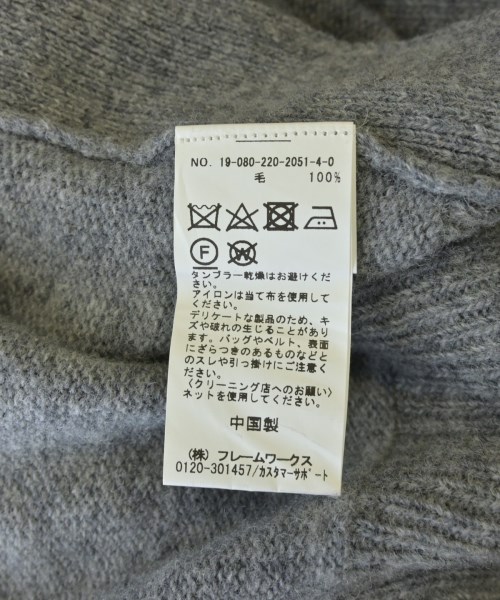 NO. 19-080-220-2051-4-0
毛 100%
F W
タンブラー乾燥はお避けくださ
い。
アイロンは当て布を使用して
ください。
デリケートな製品のため、キ
ズや破れの生じることがあり
ます。バッグやベルト、表面
にざらつきのあるものなどと
のスレや引っ掛けにご注意く
ださい。
〈クリーニング店へのお願い〉
ネットを使用してください。
中国製
(株) フレームワークス
0120-301457/カスタマーサポート